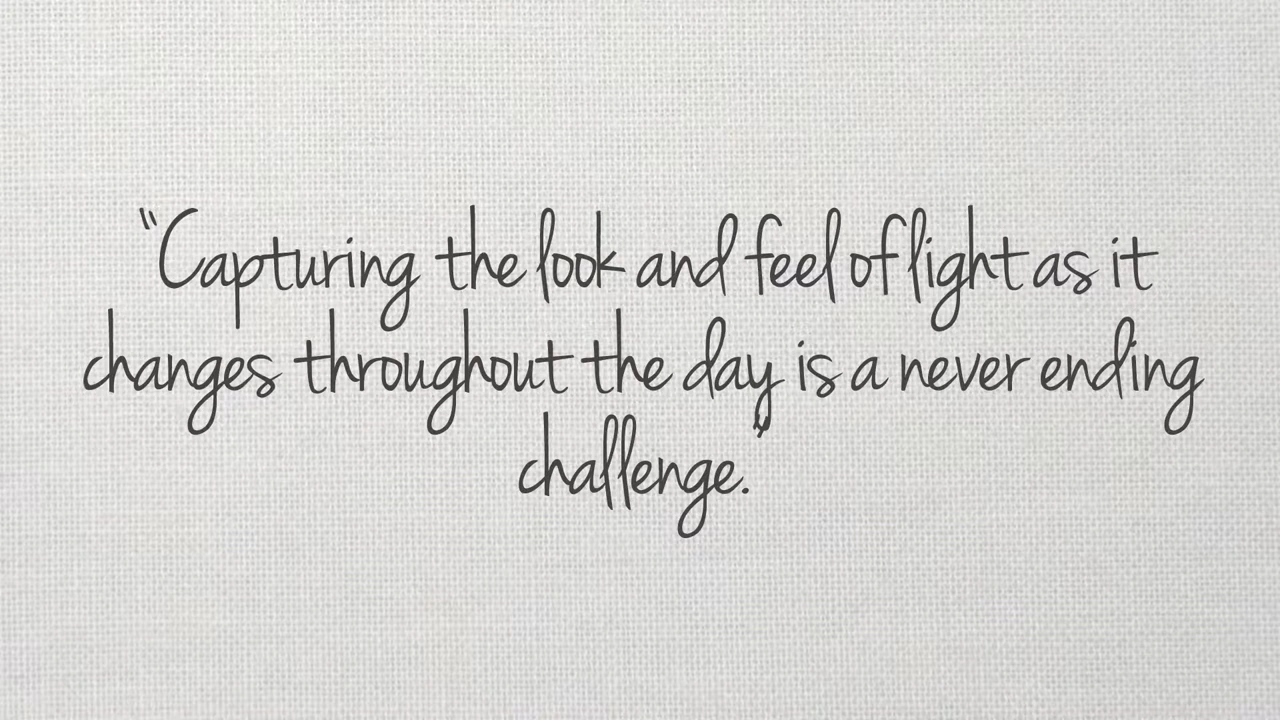 “Capturing the look and feel of light as it
changes throughout the day is a never ending
challenge.”